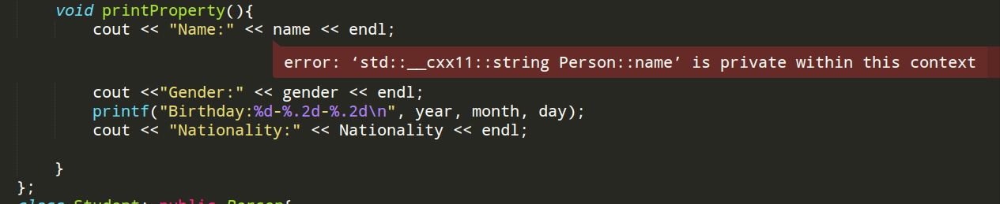 void printProperty(){
cout << "Name:" << name << endl;
error: ‘std::__cxx11::string Person::name’ is private within this context
cout <<"Gender:" << gender << endl;
printf("Birthday:%d-%.2d-%.2d\n", year, month, day);
cout << "Nationality:" << Nationality << endl;
}
};
class Student: public Person{